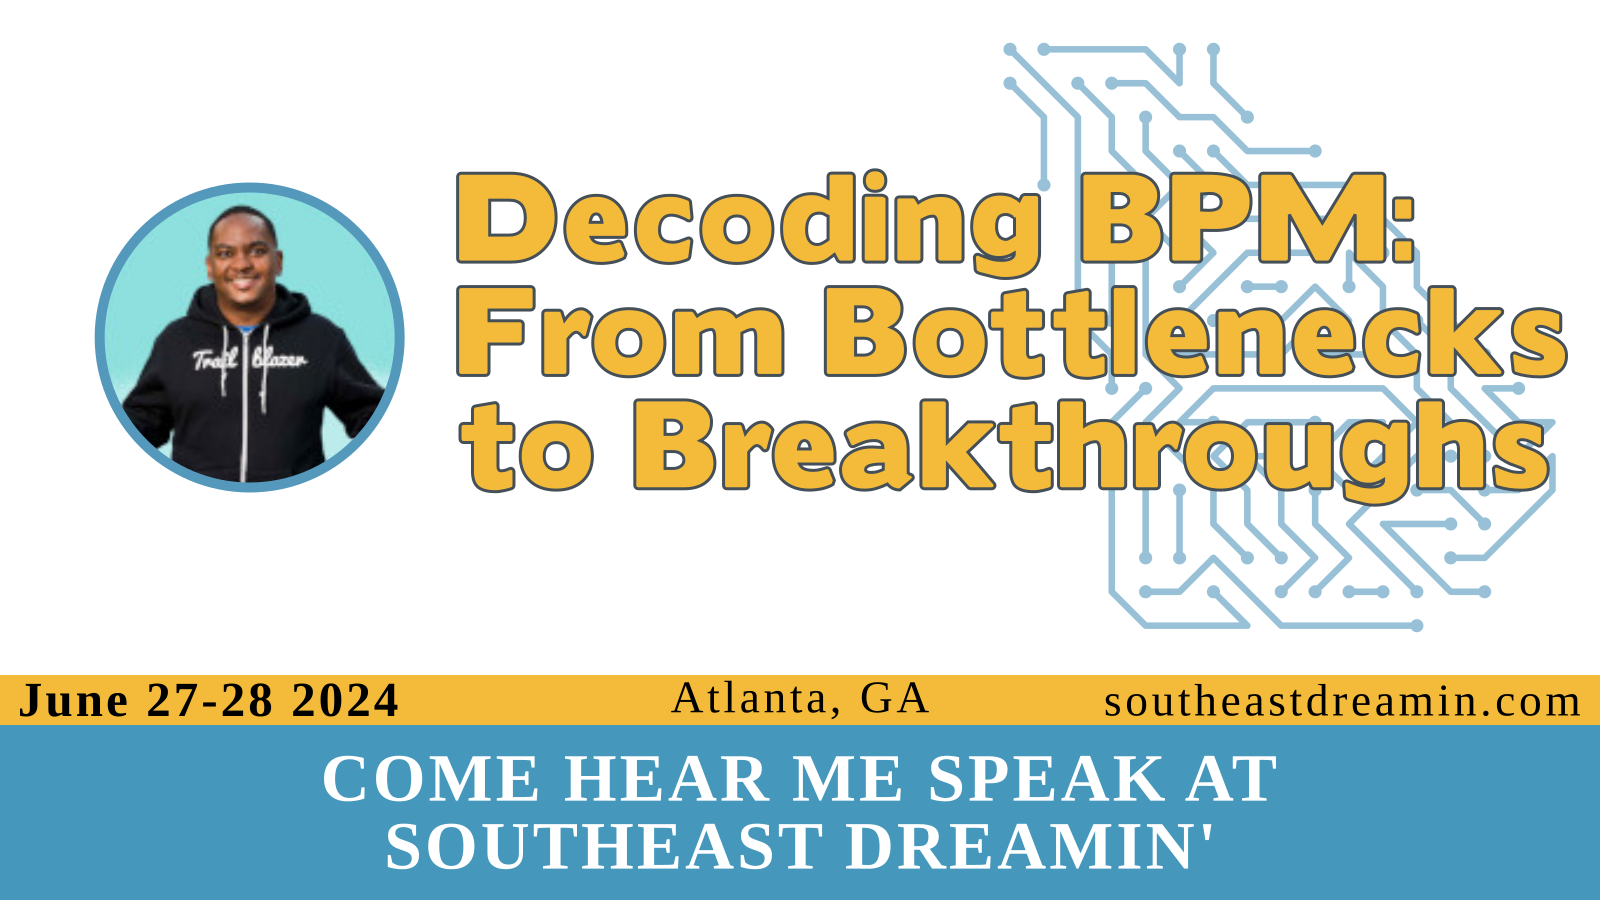 Decoding BPM:
From Bottlenecks
to Breakthroughs
Trail blazer
June 27-28 2024
Atlanta, GA
southeastdreamin.com
COME HEAR ME SPEAK AT
SOUTHEAST DREAMIN'